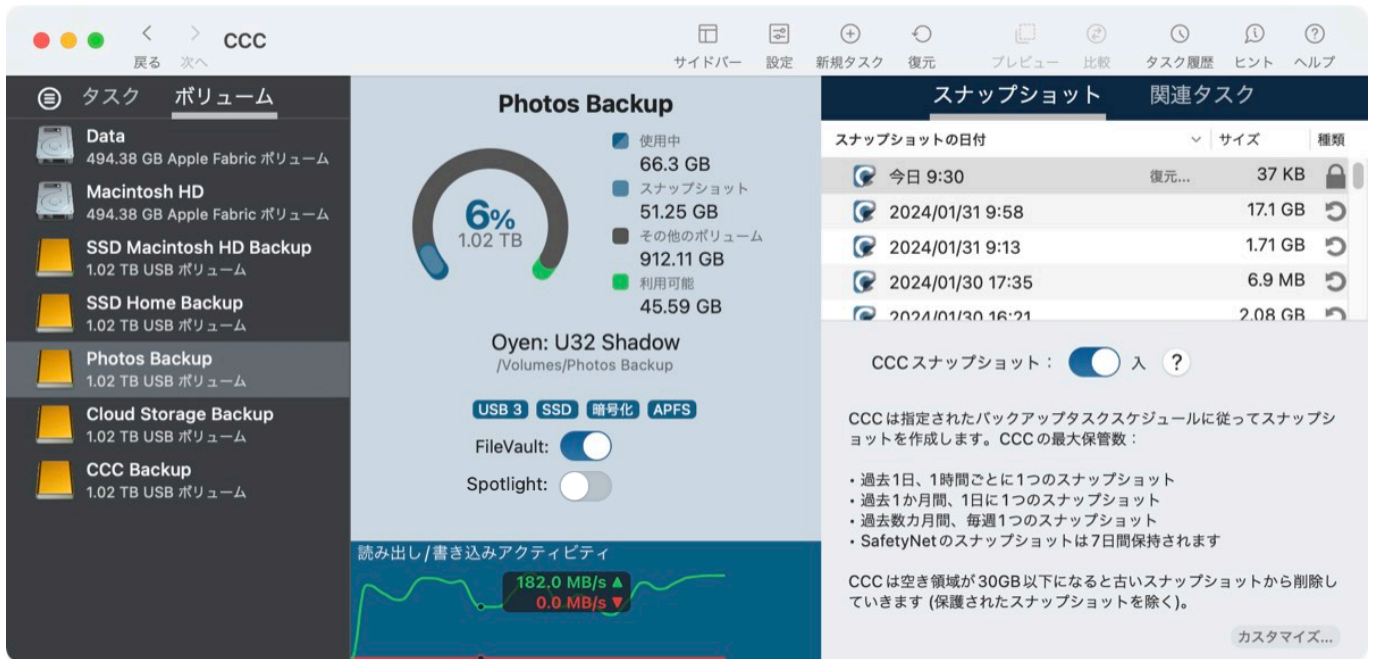 戻る 次へ CCC サイドバー 設定 新規タスク 復元 プレビュー 比較 タスク履歴 ヒント ヘルプ
タスク ボリューム
Data
494.38 GB Apple Fabric ボリューム
Macintosh HD
494.38 GB Apple Fabric ボリューム
SSD Macintosh HD Backup
1.02 TB USB ボリューム
SSD Home Backup
1.02 TB USB ボリューム
Photos Backup
1.02 TB USB ボリューム
Cloud Storage Backup
1.02 TB USB ボリューム
CCC Backup
1.02 TB USB ボリューム
Photos Backup
6%
1.02 TB
使用中
66.3 GB
スナップショット
51.25 GB
その他のボリューム
912.11 GB
利用可能
45.59 GB
Oyen: U32 Shadow
/Volumes/Photos Backup
USB 3 SSD 暗号化 APFS
FileVault:
Spotlight:
読み出し/書き込みアクティビティ
182.0 MB/s ▲
0.0 MB/s ▼
スナップショット 関連タスク
スナップショットの日付 サイズ 種類
今日 9:30 復元... 37 KB
2024/01/31 9:58 17.1 GB
2024/01/31 9:13 1.71 GB
2024/01/30 17:35 6.9 MB
2024/01/30 16:21 2.08 GB
CCC スナップショット： 入 ?
CCC は指定されたバックアップタスクスケジュールに従ってスナップシ
ョットを作成します。CCC の最大保管数：
・過去1日、1時間ごとに1つのスナップショット
・過去1か月間、1日に1つのスナップショット
・過去数カ月間、毎週1つのスナップショット
・SafetyNetのスナップショットは7日間保持されます
CCC は空き領域が 30GB 以下になると古いスナップショットから削除し
ていきます (保護されたスナップショットを除く)。
カスタマイズ...